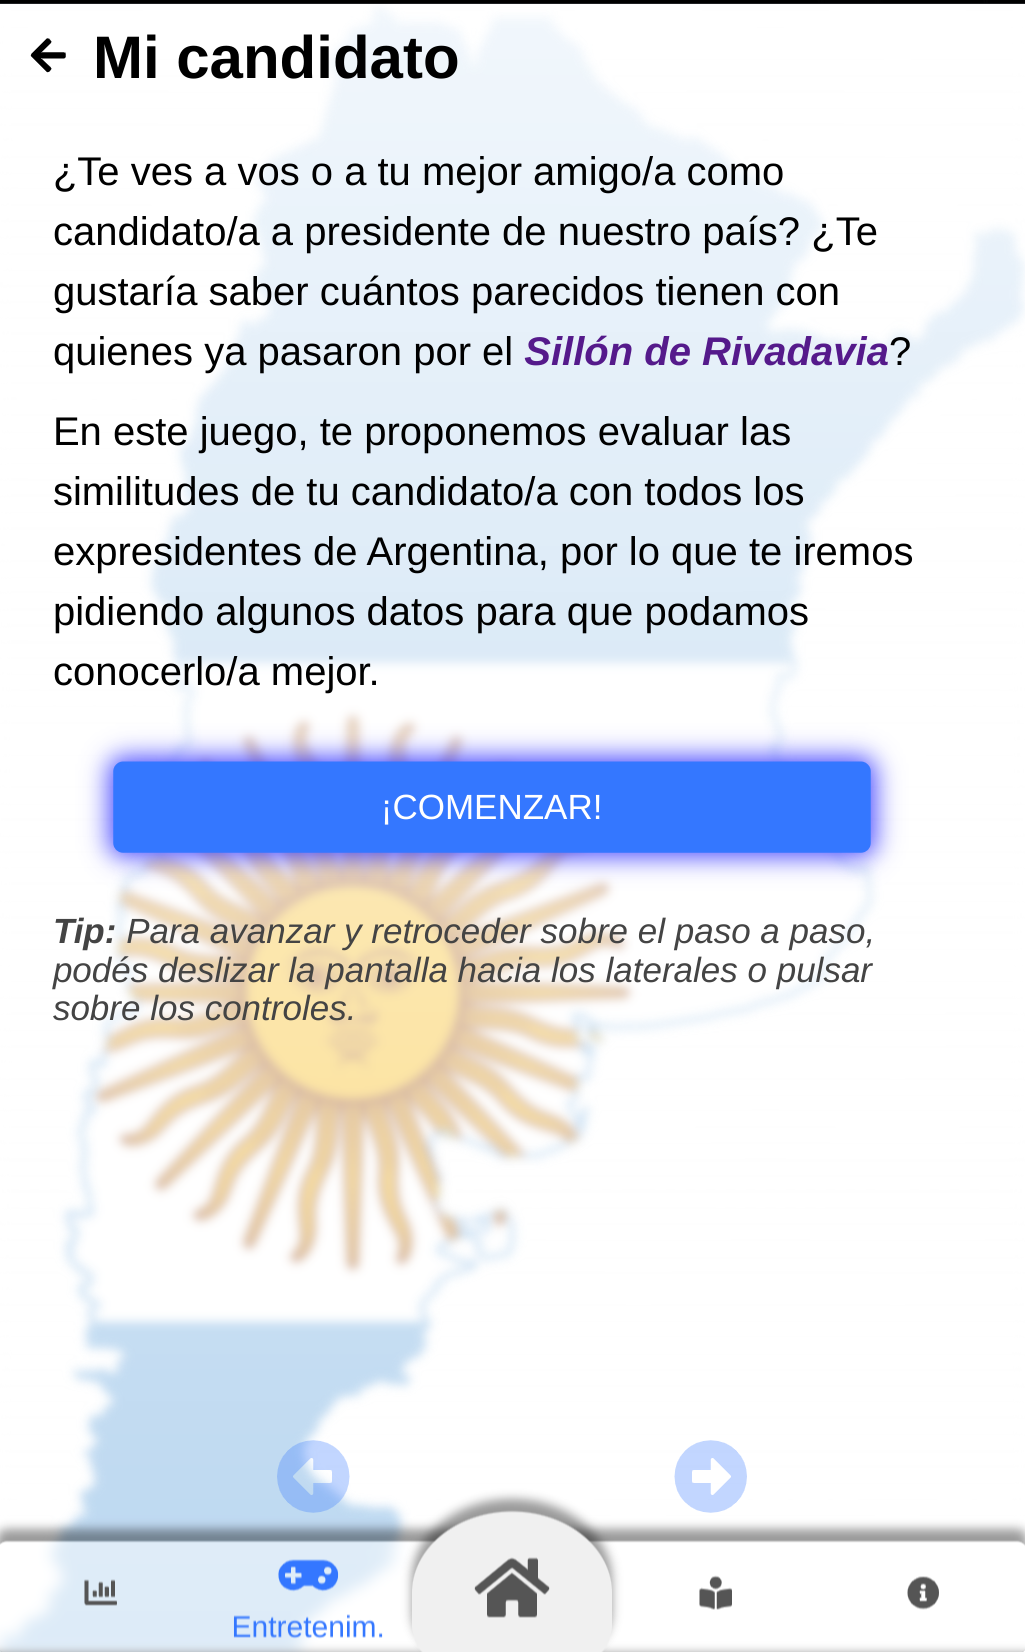 Mi candidato
¿Te ves a vos o a tu mejor amigo/a como
candidato/a a presidente de nuestro país? ¿Te
gustaría saber cuántos parecidos tienen con
quienes ya pasaron por el Sillón de Rivadavia?
En este juego, te proponemos evaluar las
similitudes de tu candidato/a con todos los
expresidentes de Argentina, por lo que te iremos
pidiendo algunos datos para que podamos
conocerlo/a mejor.
¡COMENZAR!
Tip: Para avanzar y retroceder sobre el paso a paso,
podés deslizar la pantalla hacia los laterales o pulsar
sobre los controles.
Entretenim.